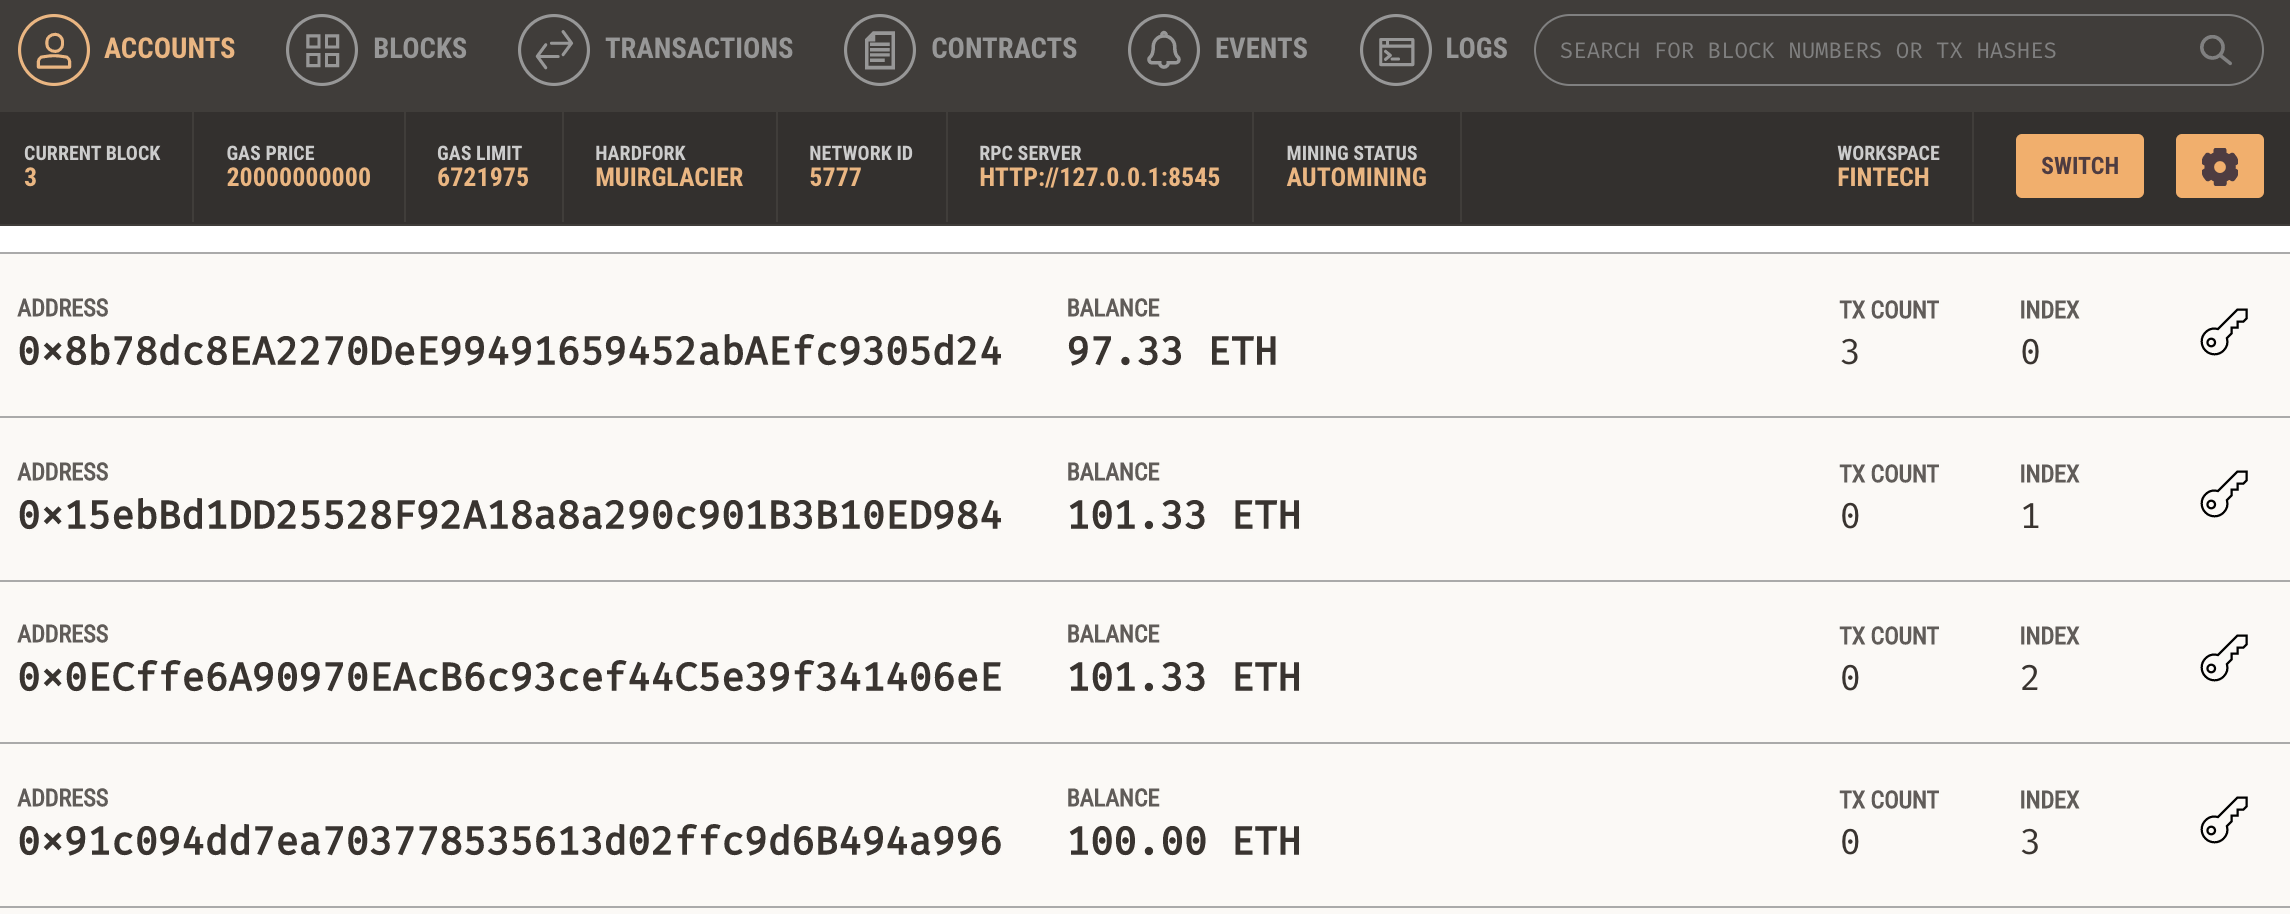 ACCOUNTS BLOCKS TRANSACTIONS CONTRACTS EVENTS LOGS SEARCH FOR BLOCK NUMBERS OR TX HASHES
CURRENT BLOCK GAS PRICE GAS LIMIT HARDFORK NETWORK ID RPC SERVER MINING STATUS WORKSPACE SWITCH
3 20000000000 6721975 MUIRGLACIER 5777 HTTP://127.0.0.1:8545 AUTOMINING FINTECH
ADDRESS BALANCE TX COUNT INDEX
0×8b78dc8EA2270DeE99491659452abAEfc9305d24 97.33 ETH 3 0
ADDRESS BALANCE TX COUNT INDEX
0×15ebBd1DD25528F92A18a8a290c901B3B10ED984 101.33 ETH 0 1
ADDRESS BALANCE TX COUNT INDEX
0×0ECffe6A90970EAcB6c93cef44C5e39f341406eE 101.33 ETH 0 2
ADDRESS BALANCE TX COUNT INDEX
0×91c094dd7ea703778535613d02ffc9d6B494a996 100.00 ETH 0 3